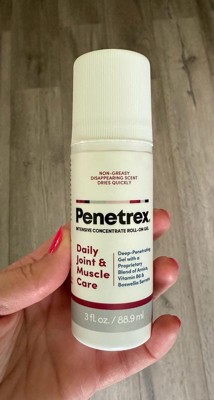 NON-GREASY
DISAPPEARING SCENT
DRIES QUICKLY
Penetrex
INTENSIVE CONCENTRATE ROLL-ON GEL
Daily
Joint &
Muscle
Care
Deep-Penetrating
Gel with a
Proprietary
Blend of Arnica,
Vitamin B6 &
Boswellia Serrata
3 fl. oz. / 88.9 ml